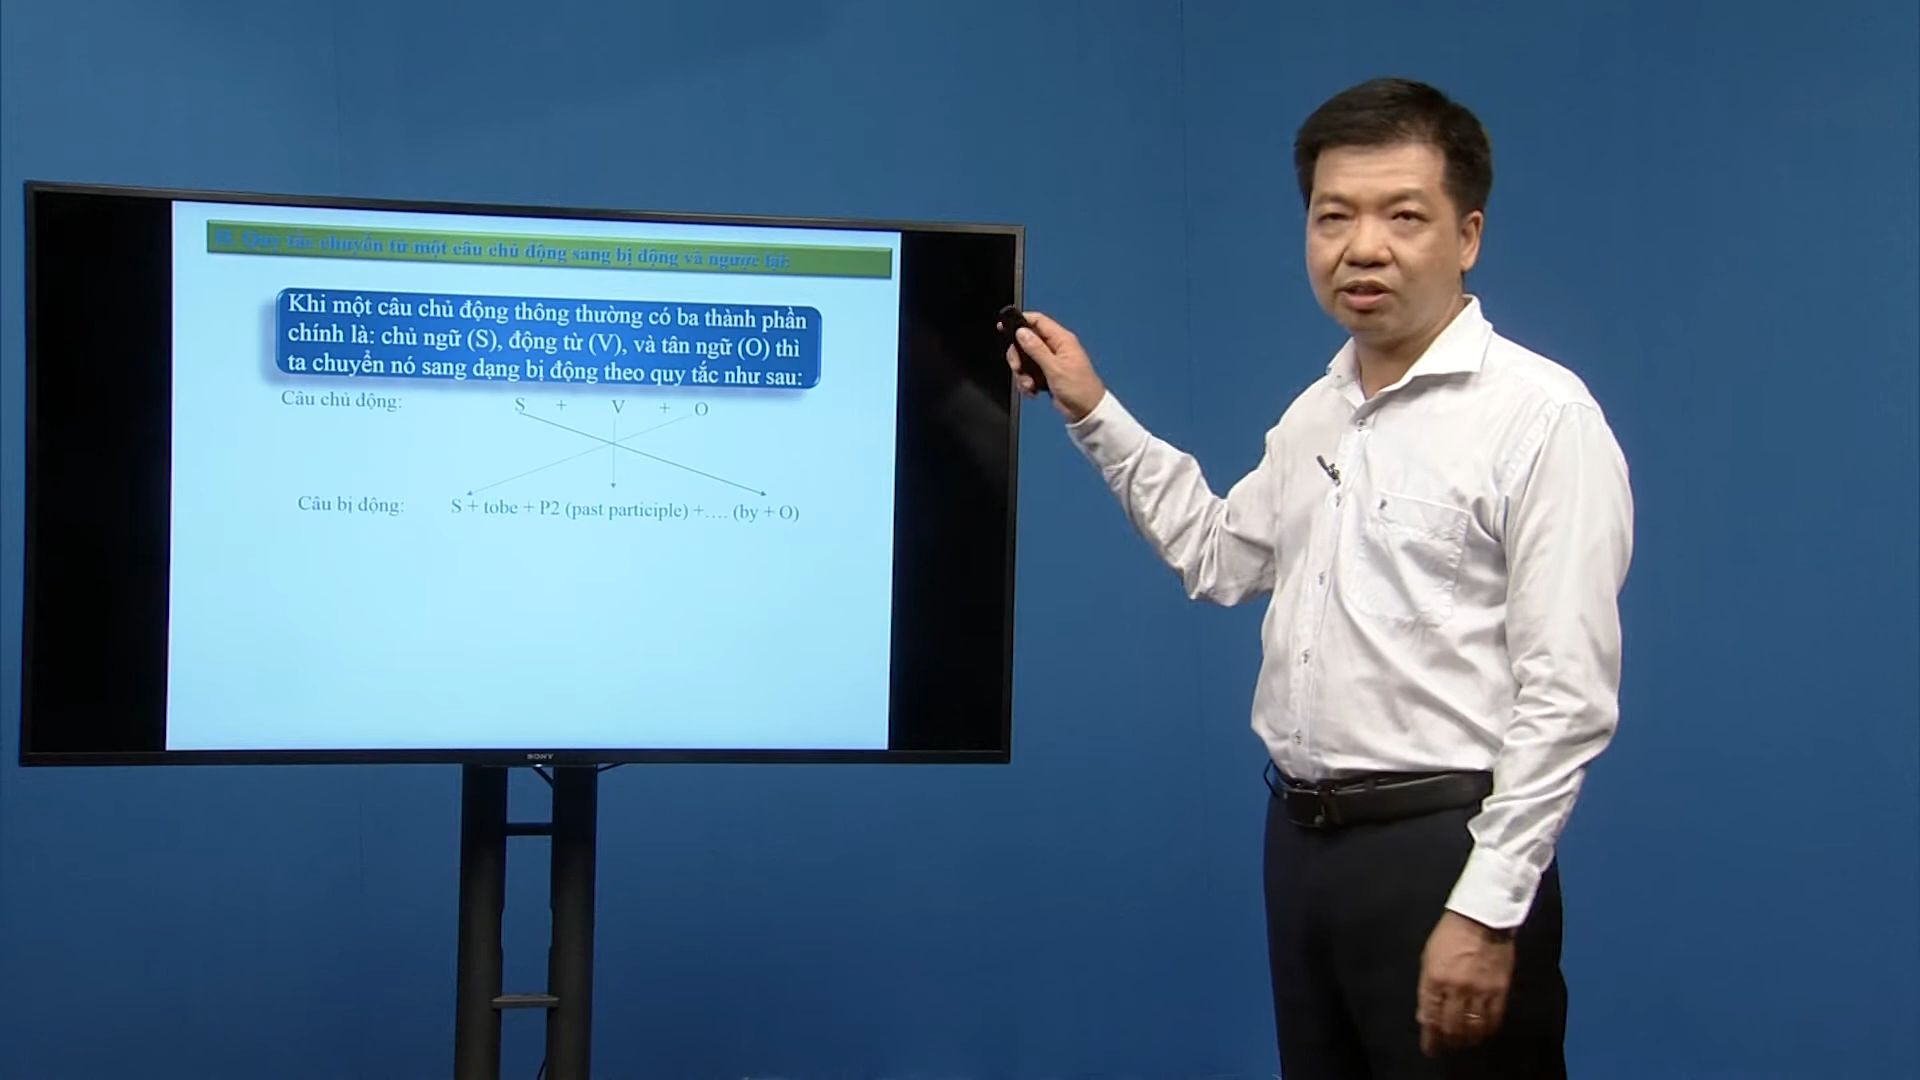 II. Quy tắc chuyển từ một câu chủ động sang bị động và ngược lại:
Khi một câu chủ động thông thường có ba thành phần
chính là: chủ ngữ (S), động từ (V), và tân ngữ (O) thì
ta chuyển nó sang dạng bị động theo quy tắc như sau:
Câu chủ động: S + V + O
Câu bị động: S + tobe + P2 (past participle) +…. (by + O)
SONY